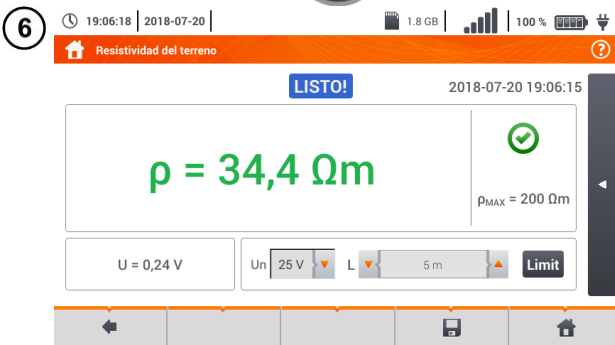 6
19:06:18 2018-07-20 1.8 GB 100 %
Resistividad del terreno ?
LISTO! 2018-07-20 19:06:15
ρ = 34,4 Ωm
ρMAX = 200 Ωm
U = 0,24 V Un 25 V L 5 m Limit